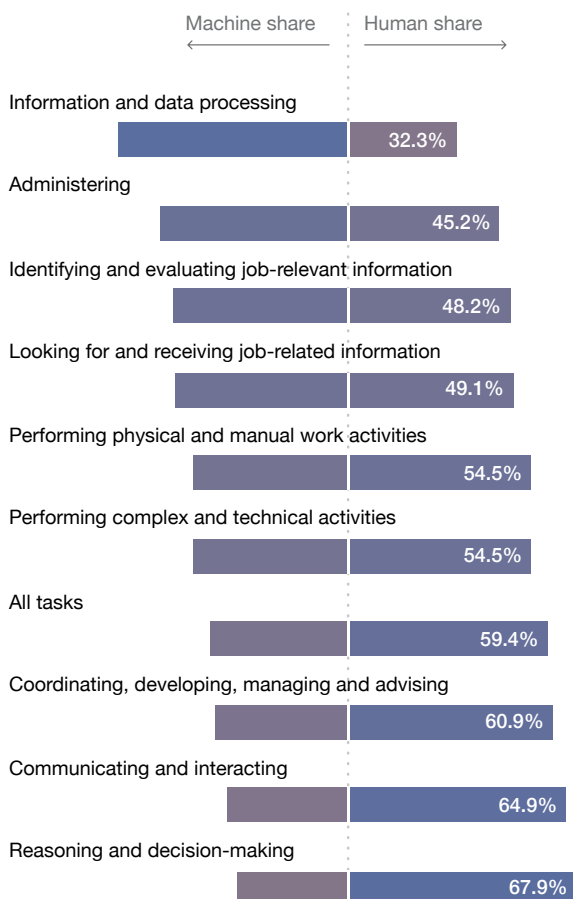 Machine share Human share
Information and data processing
32.3%
Administering
45.2%
Identifying and evaluating job-relevant information
48.2%
Looking for and receiving job-related information
49.1%
Performing physical and manual work activities
54.5%
Performing complex and technical activities
54.5%
All tasks
59.4%
Coordinating, developing, managing and advising
60.9%
Communicating and interacting
64.9%
Reasoning and decision-making
67.9%